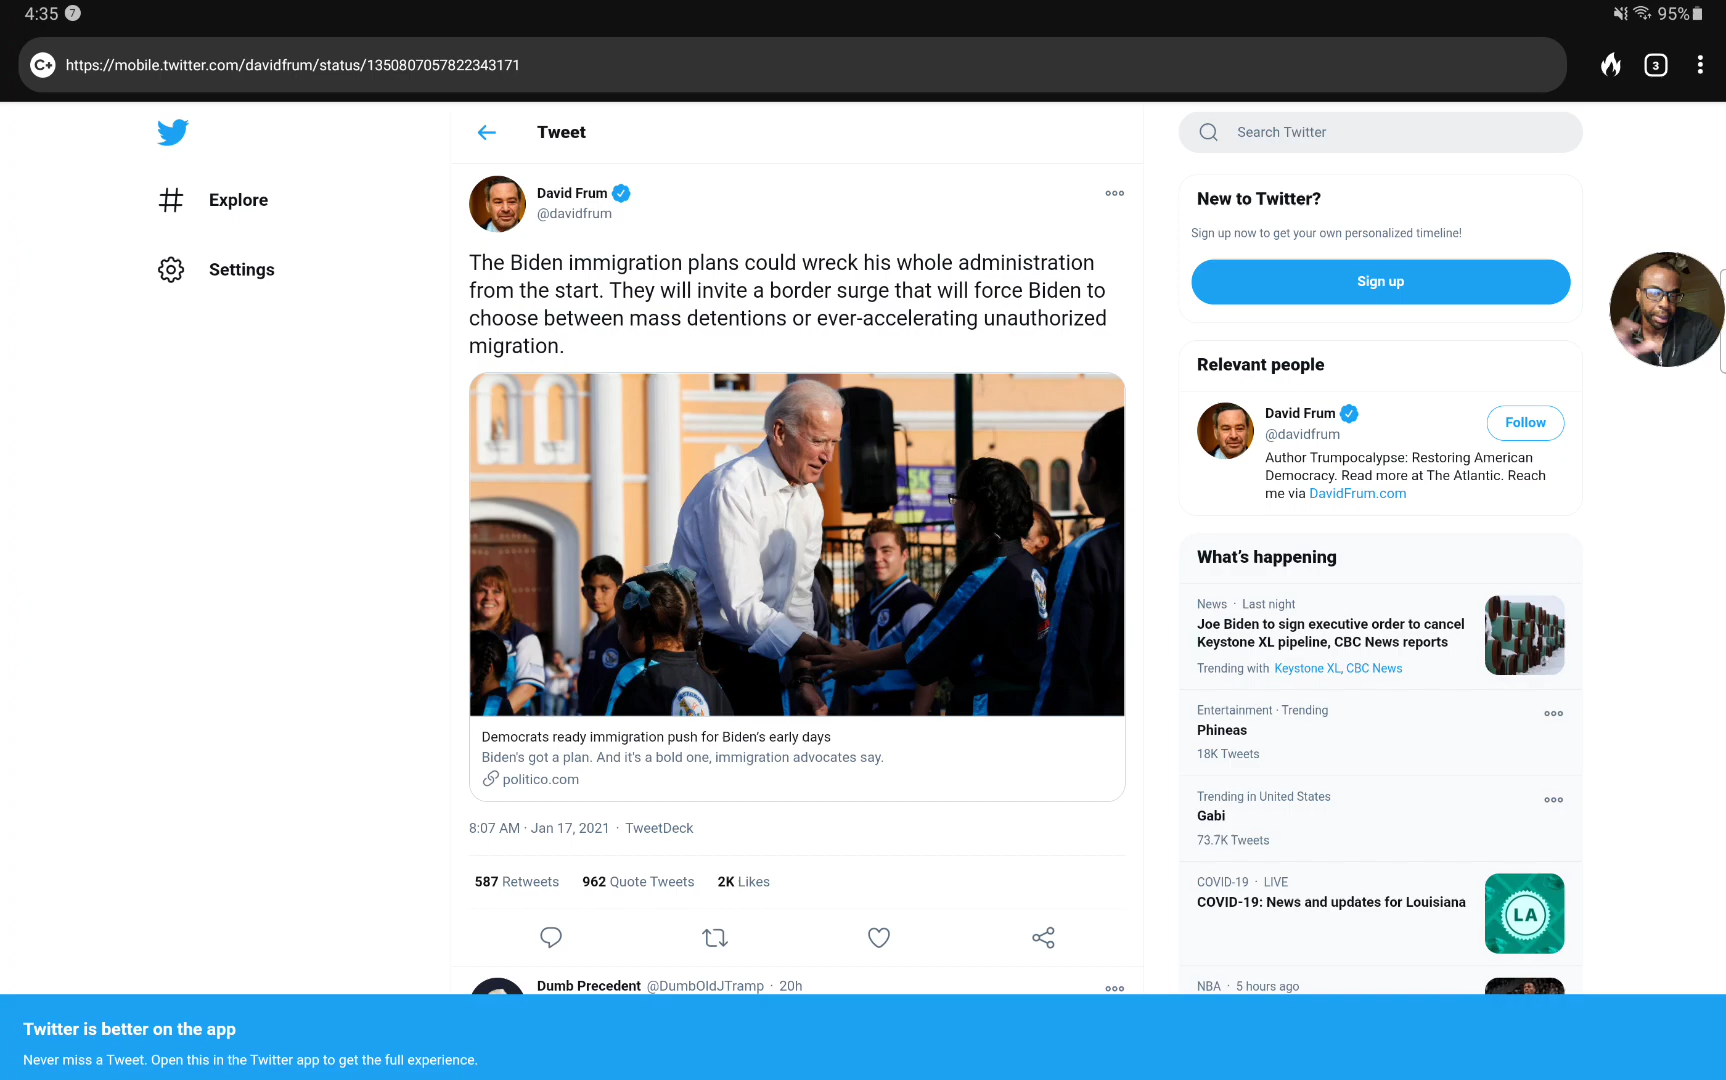 4:35 7
95%
C+ https://mobile.twitter.com/davidfrum/status/1350807057822343171
3
Explore
Settings
Tweet
David Frum
@davidfrum
The Biden immigration plans could wreck his whole administration
from the start. They will invite a border surge that will force Biden to
choose between mass detentions or ever-accelerating unauthorized
migration.
Democrats ready immigration push for Biden's early days
Biden's got a plan. And it's a bold one, immigration advocates say.
politico.com
8:07 AM · Jan 17, 2021 · TweetDeck
587 Retweets 962 Quote Tweets 2K Likes
Dumb Precedent @DumbOldJTramp · 20h
Search Twitter
New to Twitter?
Sign up now to get your own personalized timeline!
Sign up
Relevant people
David Frum
@davidfrum
Follow
Author Trumpocalypse: Restoring American
Democracy. Read more at The Atlantic. Reach
me via DavidFrum.com
What's happening
News · Last night
Joe Biden to sign executive order to cancel
Keystone XL pipeline, CBC News reports
Trending with Keystone XL, CBC News
Entertainment · Trending
Phineas
18K Tweets
Trending in United States
Gabi
73.7K Tweets
COVID-19 · LIVE
COVID-19: News and updates for Louisiana
LA
NBA · 5 hours ago
Twitter is better on the app
Never miss a Tweet. Open this in the Twitter app to get the full experience.